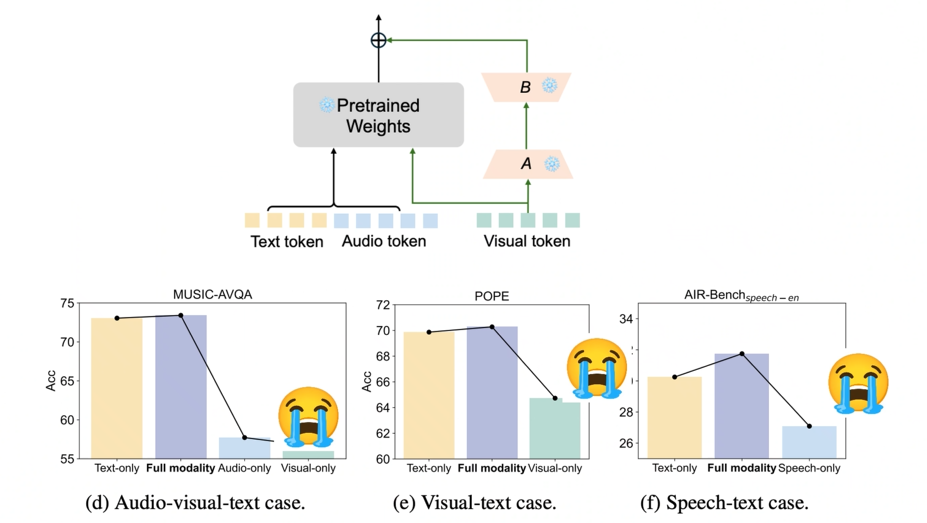 B
Pretrained
Weights
A
Text token Audio token Visual token
MUSIC-AVQA
75
70
65
60
55
Acc
Text-only Full modality Audio-only Visual-only
POPE
72
70
68
66
64
62
60
Acc
Text-only Full modality Visual-only
AIR-Bench speech-en
34
28
26
Text-only Full modality Speech-only
(d) Audio-visual-text case. (e) Visual-text case. (f) Speech-text case.